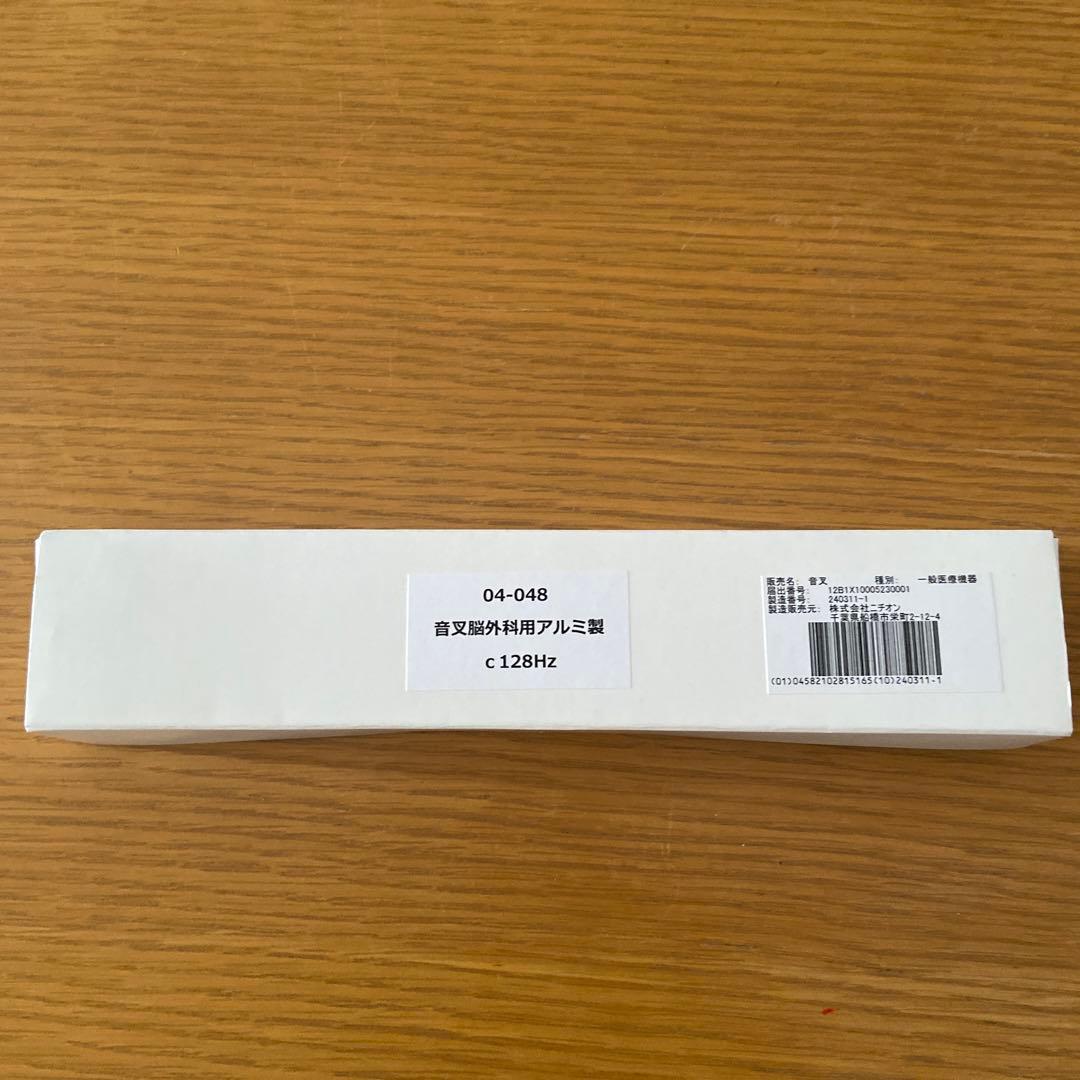 04-048
音叉脳外科用アルミ製
c 128Hz
販売名: 音叉 種別: 一般医療機器
届出番号: 12B1X10005230001
製造番号: 240311-1
製造販売元: 株式会社ニチオン
千葉県船橋市栄町2-12-4
(01)04582102815165(10)240311-1